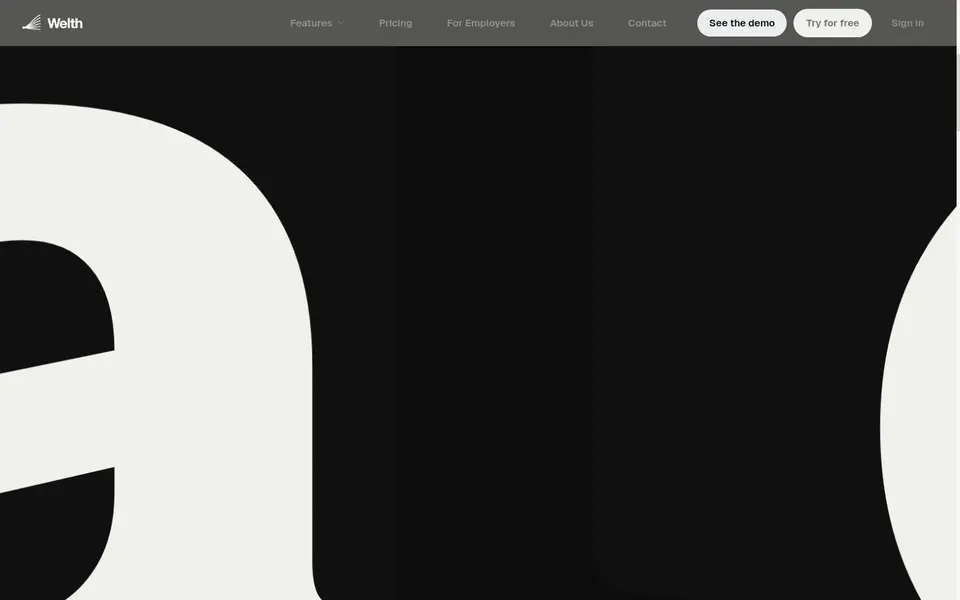 Welth
Features
Pricing
For Employers
About Us
Contact
See the demo
Try for free
Sign in
a